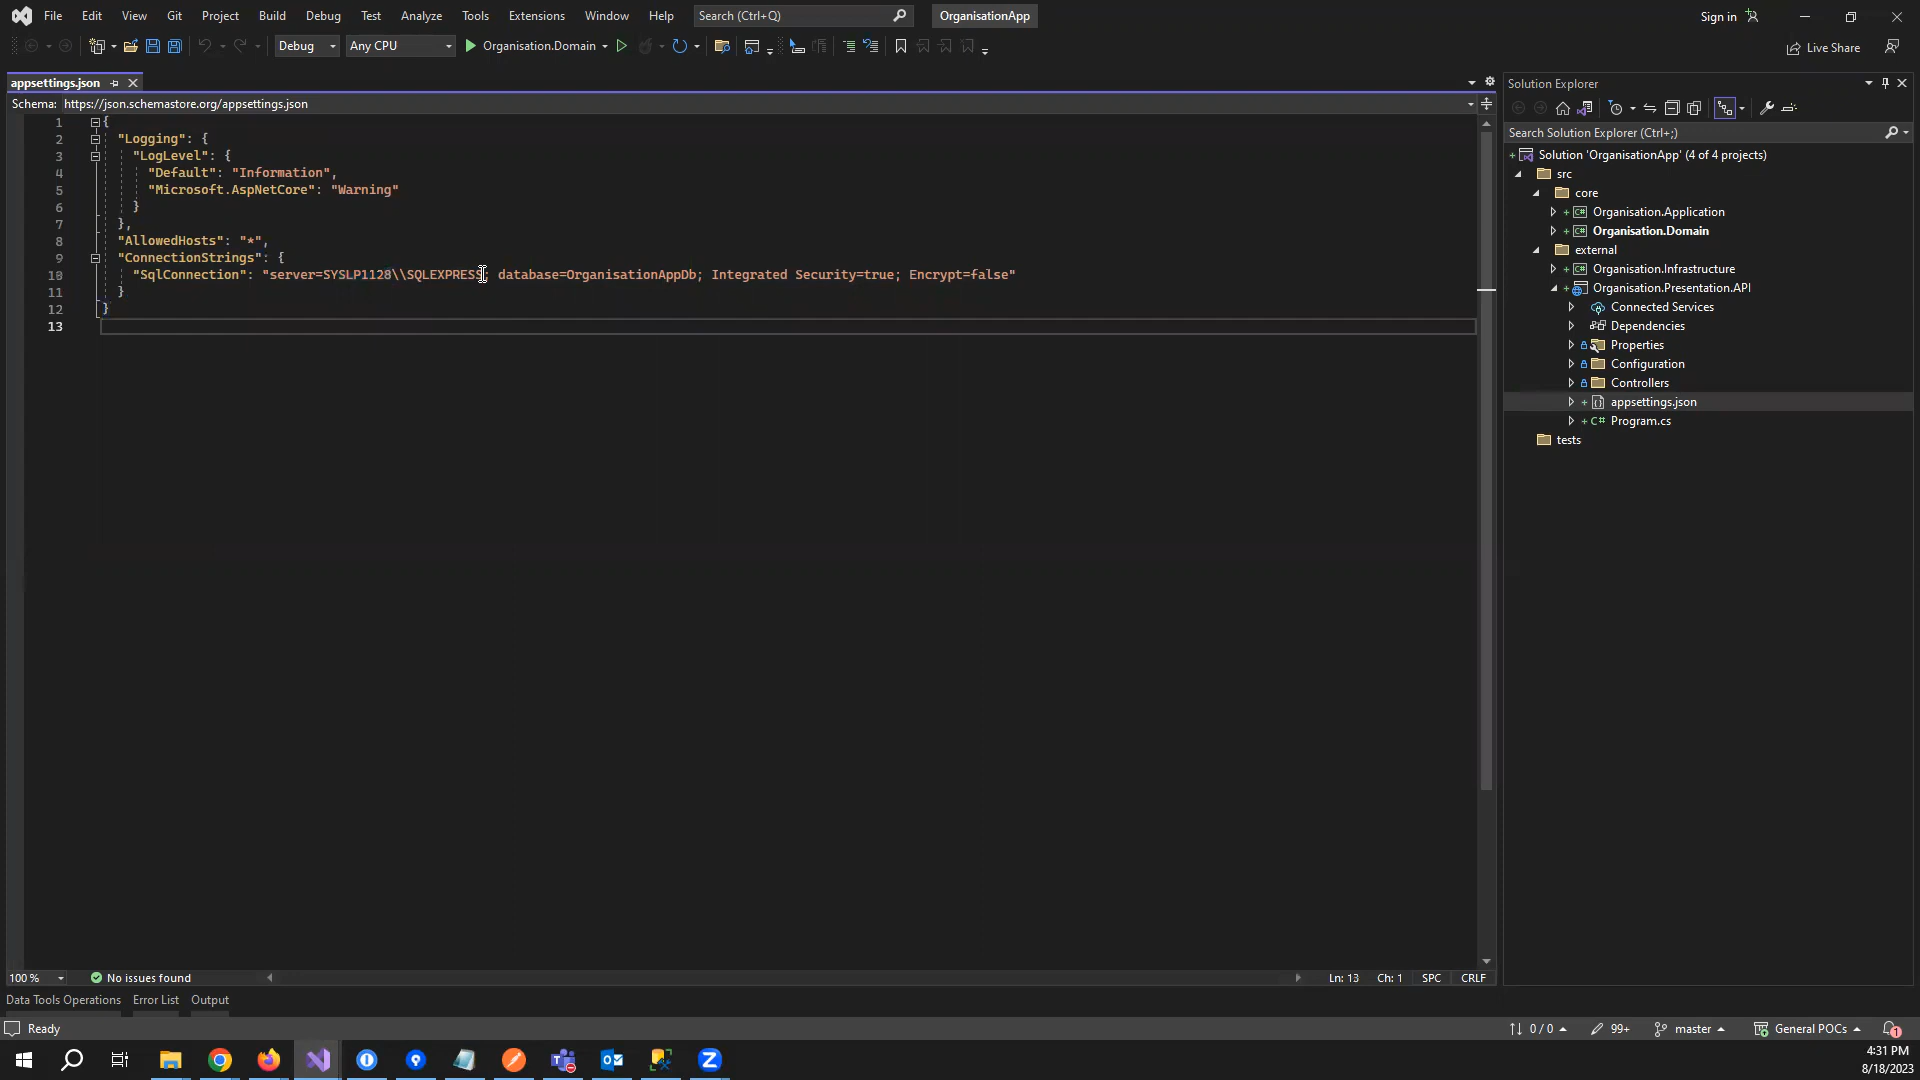 File Edit View Git Project Build Debug Test Analyze Tools Extensions Window Help Search (Ctrl+Q) OrganisationApp Sign in
Debug Any CPU Organisation.Domain Live Share
appsettings.json
Schema: https://json.schemastore.org/appsettings.json
1 {
2 "Logging": {
3 "LogLevel": {
4 "Default": "Information",
5 "Microsoft.AspNetCore": "Warning"
6 }
7 },
8 "AllowedHosts": "*",
9 "ConnectionStrings": {
10 "SqlConnection": "server=SYSLP1128\\SQLEXPRESS; database=OrganisationAppDb; Integrated Security=true; Encrypt=false"
11 }
12 }
13
Solution Explorer
Search Solution Explorer (Ctrl+;)
Solution 'OrganisationApp' (4 of 4 projects)
src
core
Organisation.Application
Organisation.Domain
external
Organisation.Infrastructure
Organisation.Presentation.API
Connected Services
Dependencies
Properties
Configuration
Controllers
appsettings.json
Program.cs
tests
100 % No issues found Ln: 13 Ch: 1 SPC CRLF
Data Tools Operations Error List Output
Ready 0 / 0 99+ master General POCs 1
4:31 PM
8/18/2023